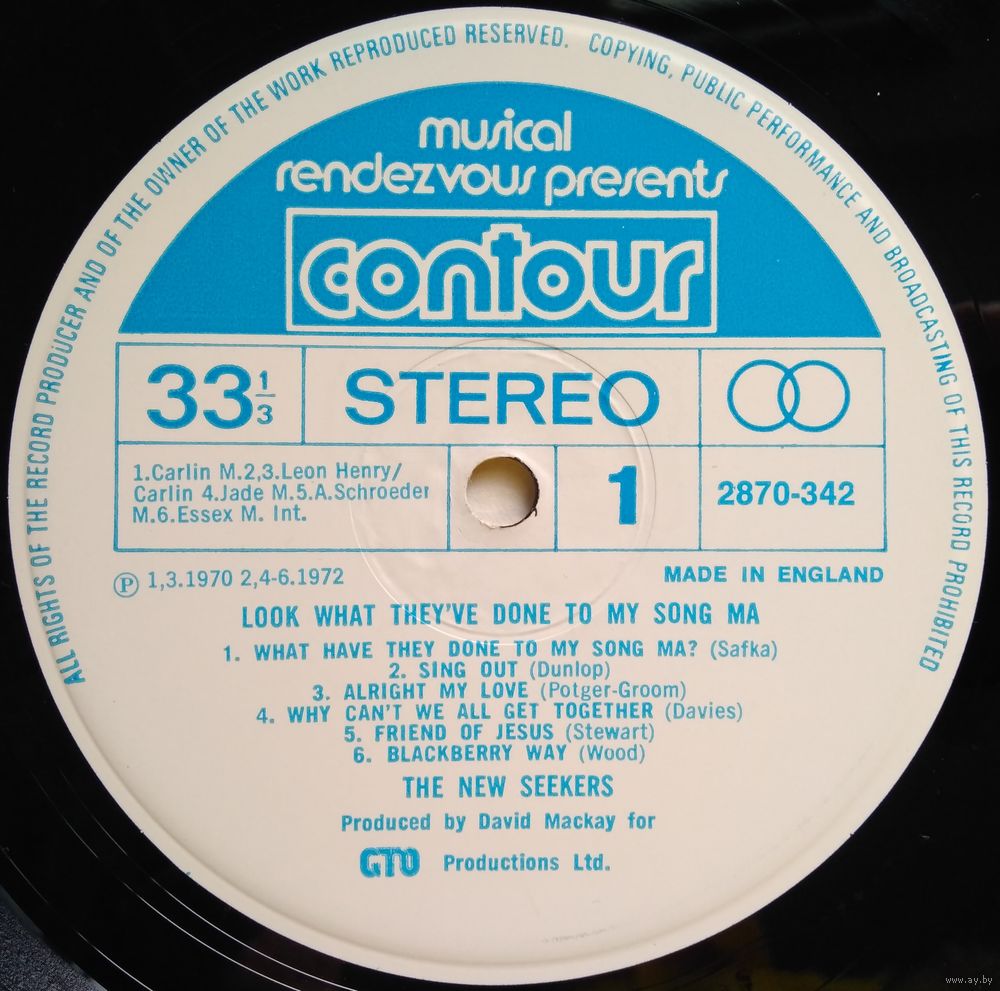 ALL RIGHTS OF THE RECORD PRODUCER AND OF THE OWNER OF THE WORK REPRODUCED RESERVED. COPYING, PUBLIC PERFORMANCE AND BROADCASTING OF THIS RECORD PROHIBITED
musical
rendezvous presents
contour
33 1/3 STEREO
1.Carlin M.2,3.Leon Henry/
Carlin 4.Jade M.5.A.Schroeder
M.6.Essex M. Int.
1
2870-342
Ⓟ 1,3.1970 2,4-6.1972
MADE IN ENGLAND
LOOK WHAT THEY'VE DONE TO MY SONG MA
1. WHAT HAVE THEY DONE TO MY SONG MA? (Safka)
2. SING OUT (Dunlop)
3. ALRIGHT MY LOVE (Potger-Groom)
4. WHY CAN'T WE ALL GET TOGETHER (Davies)
5. FRIEND OF JESUS (Stewart)
6. BLACKBERRY WAY (Wood)
THE NEW SEEKERS
Produced by David Mackay for
GTO Productions Ltd.
www.ay.by